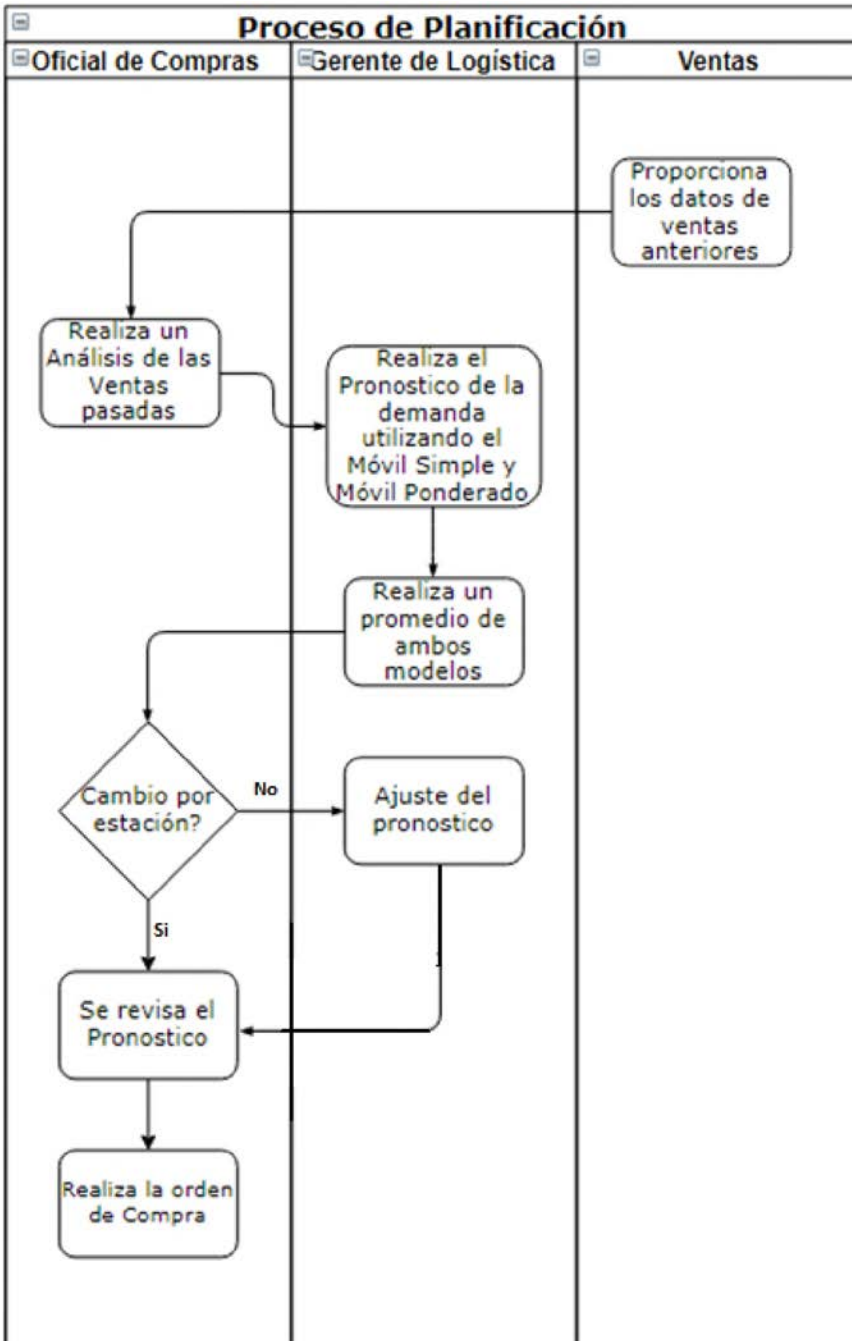 Proceso de Planificación
Oficial de Compras
Gerente de Logística
Ventas
Proporciona
los datos de
ventas
anteriores
Realiza un
Análisis de las
Ventas
pasadas
Realiza el
Pronostico de la
demanda
utilizando el
Móvil Simple y
Móvil Ponderado
Realiza un
promedio de
ambos
modelos
Cambio por
estación?
No
Ajuste del
pronostico
Si
Se revisa el
Pronostico
Realiza la orden
de Compra